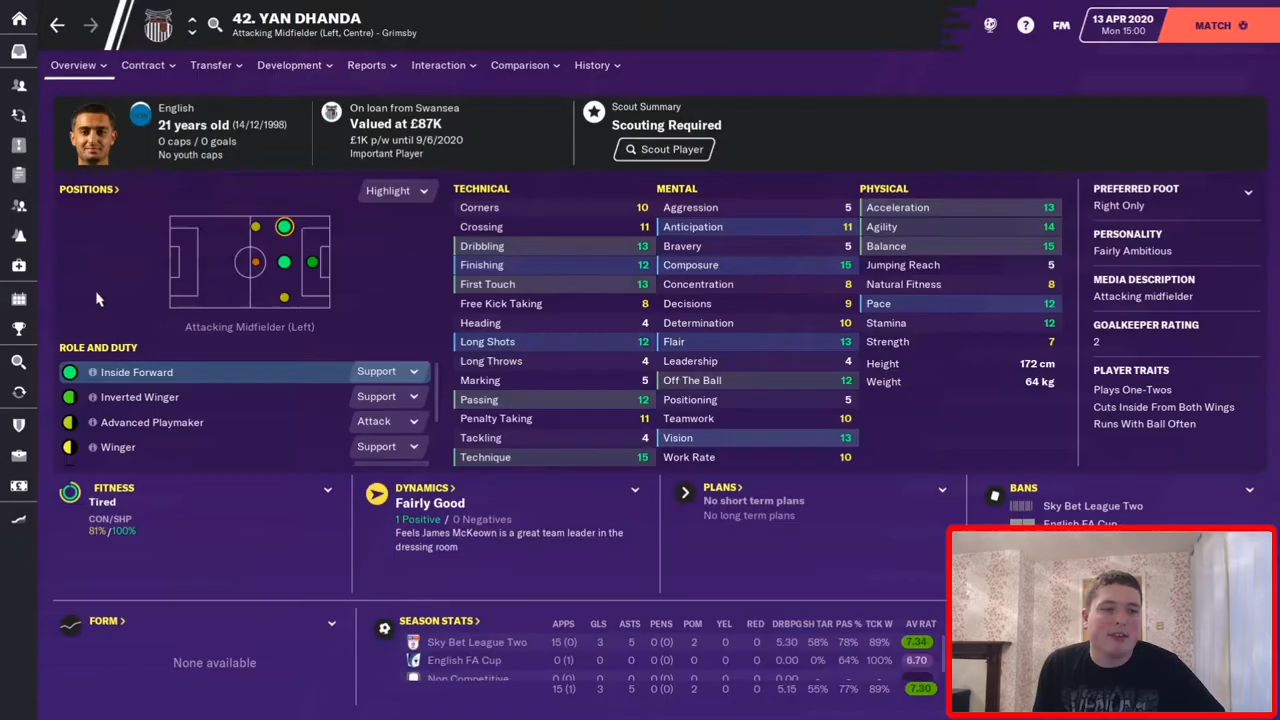 42. YAN DHANDA
Attacking Midfielder (Left, Centre) - Grimsby
FM
13 APR 2020
Mon 15:00
MATCH
Overview
Contract
Transfer
Development
Reports
Interaction
Comparison
History
English
21 years old (14/12/1998)
0 caps / 0 goals
No youth caps
On loan from Swansea
Valued at £87K
£1K p/w until 9/6/2020
Important Player
Scout Summary
Scouting Required
Scout Player
POSITIONS>
Highlight
Attacking Midfielder (Left)
ROLE AND DUTY
Inside Forward Support
Inverted Winger Support
Advanced Playmaker Attack
Winger Support
TECHNICAL
Corners 10
Crossing 11
Dribbling 13
Finishing 12
First Touch 13
Free Kick Taking 8
Heading 4
Long Shots 12
Long Throws 4
Marking 5
Passing 12
Penalty Taking 11
Tackling 4
Technique 15
MENTAL
Aggression 5
Anticipation 11
Bravery 5
Composure 15
Concentration 8
Decisions 9
Determination 10
Flair 13
Leadership 4
Off The Ball 12
Positioning 5
Teamwork 10
Vision 13
Work Rate 10
PHYSICAL
Acceleration 13
Agility 14
Balance 15
Jumping Reach 5
Natural Fitness 8
Pace 12
Stamina 12
Strength 7
Height 172 cm
Weight 64 kg
PREFERRED FOOT
Right Only
PERSONALITY
Fairly Ambitious
MEDIA DESCRIPTION
Attacking midfielder
GOALKEEPER RATING
2
PLAYER TRAITS
Plays One-Twos
Cuts Inside From Both Wings
Runs With Ball Often
FITNESS
Tired
CON/SHP
81%/100%
DYNAMICS>
Fairly Good
1 Positive / 0 Negatives
Feels James McKeown is a great team leader in the
dressing room
PLANS>
No short term plans
No long term plans
BANS
Sky Bet League Two
English FA Cup
FORM>
None available
SEASON STATS> APPS GLS ASTS PENS POM YEL RED DRBPG SH TAR PAS % TCK W AV RAT
Sky Bet League Two 15 (0) 3 5 0 (0) 2 0 0 5.30 58% 78% 89% 7.34
English FA Cup 0 (1) 0 0 0 (0) 0 0 0 0.00 0% 64% 100% 6.70
Non Competitive
15 (1) 3 5 0 (0) 2 0 0 5.15 55% 77% 89% 7.30